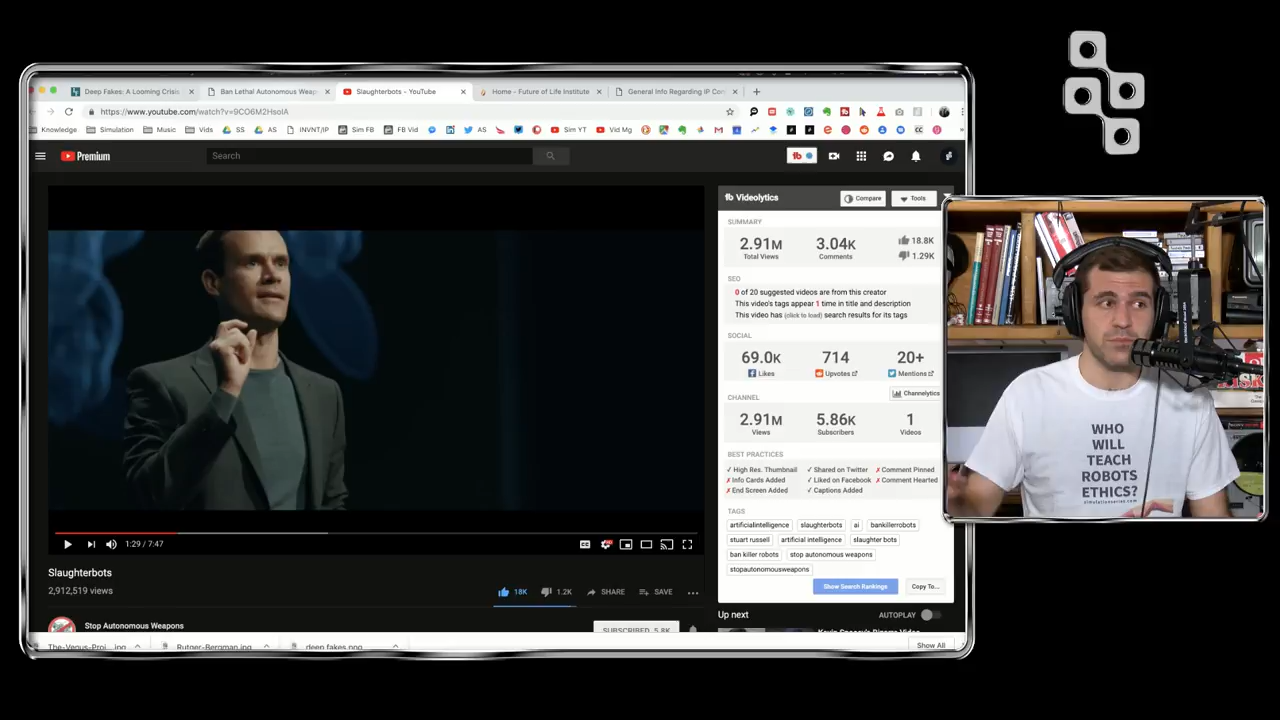 Deep Fakes: A Looming Crisis
Ban Lethal Autonomous Weap
Slaughterbots - YouTube
Home - Future of Life Institute
General Info Regarding IP Con
https://www.youtube.com/watch?v=9CO6M2HsoIA
Knowledge
Simulation
Music
Vids
SS
AS
INVNT/IP
Sim FB
FB Vid
AS
Sim YT
Vid Mg
Premium
Search
tb
tb Videolytics
Compare
Tools
SUMMARY
2.91M
Total Views
3.04K
Comments
18.8K
1.29K
SEO
0 of 20 suggested videos are from this creator
This video's tags appear 1 time in title and description
This video has (click to load) search results for its tags
SOCIAL
69.0K
Likes
714
Upvotes
20+
Mentions
Channelytics
CHANNEL
2.91M
Views
5.86K
Subscribers
1
Videos
BEST PRACTICES
✓ High Res. Thumbnail
✓ Shared on Twitter
✗ Comment Pinned
✗ Info Cards Added
✓ Liked on Facebook
✗ Comment Hearted
✗ End Screen Added
✓ Captions Added
TAGS
artificialintelligence
slaughterbots
ai
bankillerrobots
stuart russell
artificial intelligence
slaughter bots
ban killer robots
stop autonomous weapons
stopautonomousweapons
Show Search Rankings
Copy To...
1:29 / 7:47
Slaughterbots
2,912,519 views
18K
1.2K
SHARE
SAVE
Up next
AUTOPLAY
Stop Autonomous Weapons
SUBSCRIBED 5.8K
The-Venus-Proj....jpg
Rutger-Bergman.jpg
deep fakes.png
Show All
WHO
WILL
TEACH
ROBOTS
ETHICS?